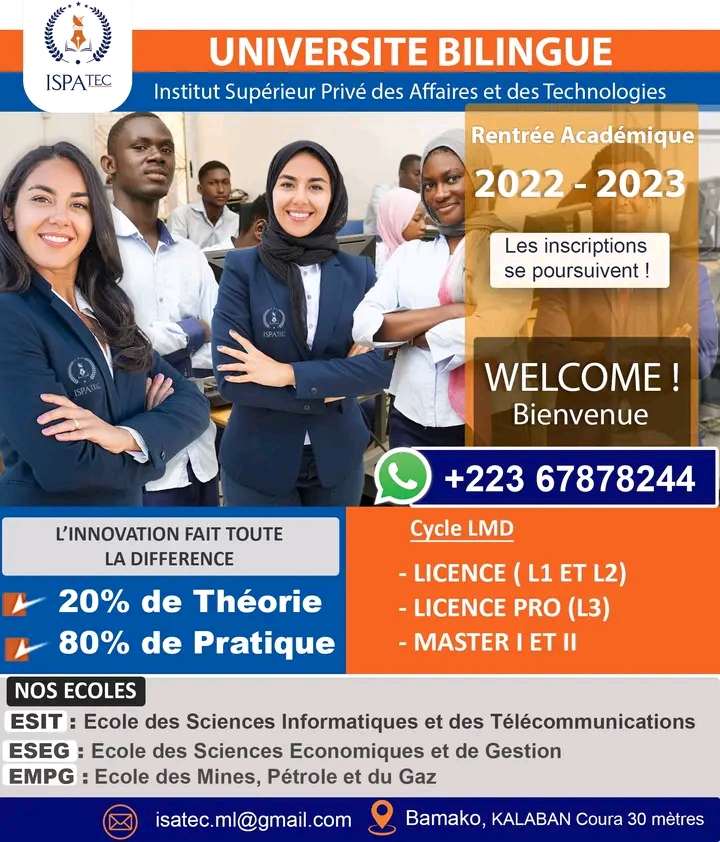 ISPATEC
UNIVERSITE BILINGUE
Institut Supérieur Privé des Affaires et des Technologies
Rentrée Académique
2022 - 2023
Les inscriptions
se poursuivent !
ISPATEC
ISPATEC
WELCOME !
Bienvenue
+223 67878244
L'INNOVATION FAIT TOUTE
LA DIFFERENCE
20% de Théorie
80% de Pratique
Cycle LMD
- LICENCE ( L1 ET L2)
- LICENCE PRO (L3)
- MASTER I ET II
NOS ECOLES
ESIT : Ecole des Sciences Informatiques et des Télécommunications
ESEG : Ecole des Sciences Economiques et de Gestion
EMPG : Ecole des Mines, Pétrole et du Gaz
isatec.ml@gmail.com
Bamako, KALABAN Coura 30 mètres